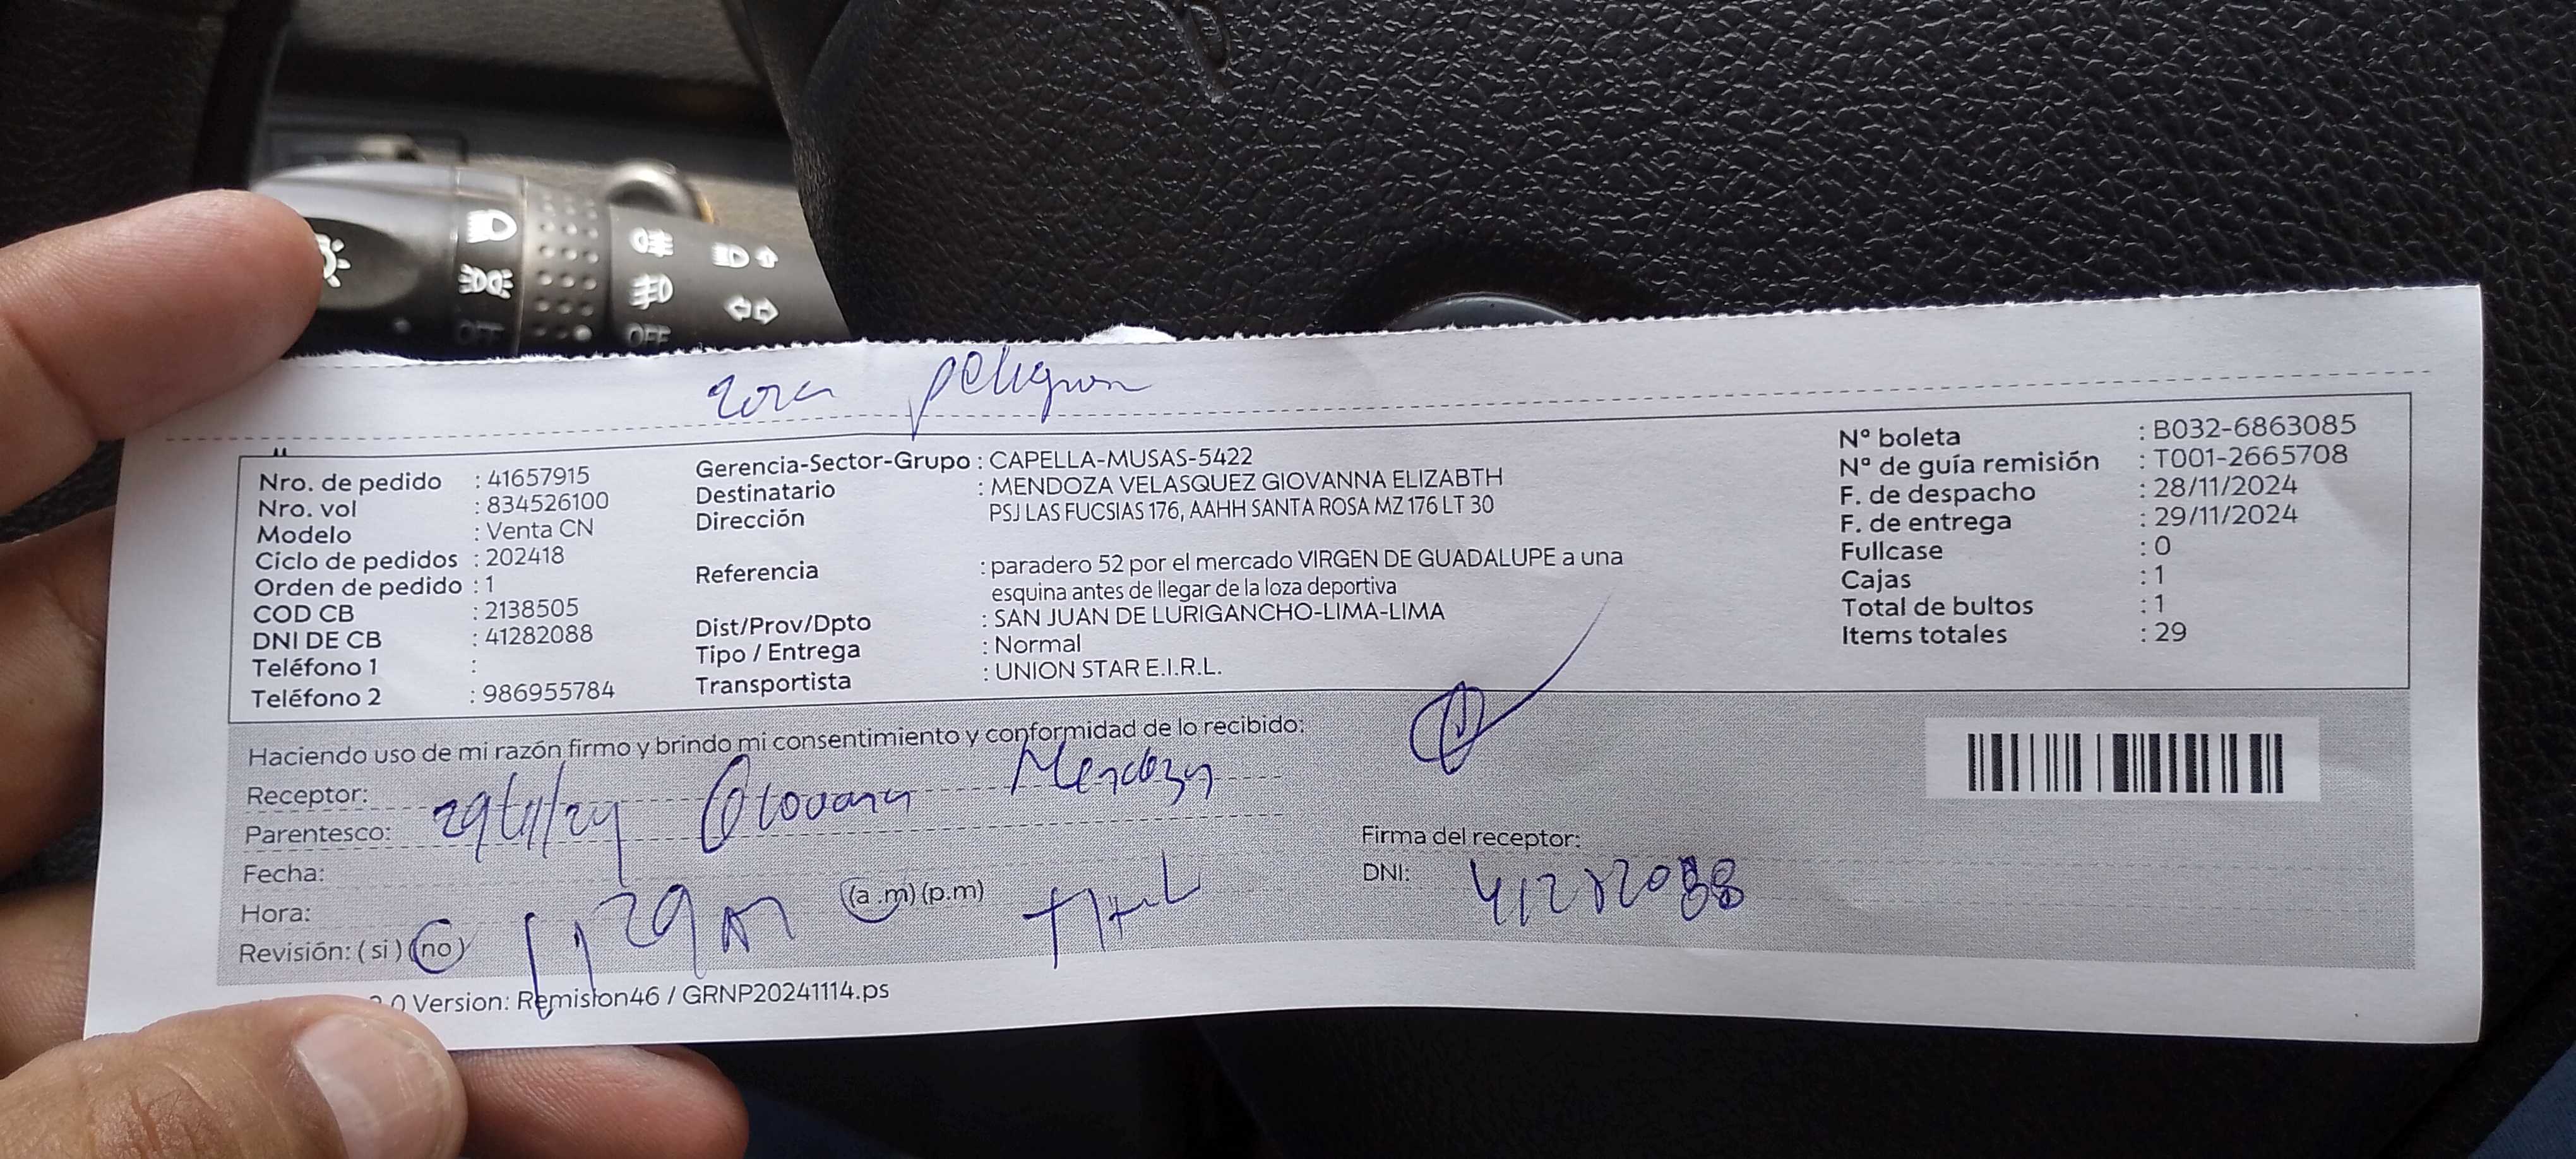 zona peligrosa
Nro. de pedido : 41657915
Nro. vol : 834526100
Modelo : Venta CN
Ciclo de pedidos : 202418
Orden de pedido : 1
COD CB : 2138505
DNI DE CB : 41282088
Teléfono 1 :
Teléfono 2 : 986955784
Gerencia-Sector-Grupo : CAPELLA-MUSAS-5422
Destinatario : MENDOZA VELASQUEZ GIOVANNA ELIZABTH
Dirección PSJ LAS FUCSIAS 176, AAHH SANTA ROSA MZ 176 LT 30
Referencia : paradero 52 por el mercado VIRGEN DE GUADALUPE a una
esquina antes de llegar de la loza deportiva
Dist/Prov/Dpto : SAN JUAN DE LURIGANCHO-LIMA-LIMA
Tipo / Entrega : Normal
Transportista : UNION STAR E.I.R.L.
Nº boleta : B032-6863085
Nº de guía remisión : T001-2665708
F. de despacho : 28/11/2024
F. de entrega : 29/11/2024
Fullcase : 0
Cajas : 1
Total de bultos : 1
Items totales : 29
Haciendo uso de mi razón firmo y brindo mi consentimiento y conformidad de lo recibido:
Receptor: Giovana Mendoza
Parentesco: 29/11/24
Fecha:
Hora: 11 29 am (a .m) (p.m)
Revisión: ( si ) (no)
Firma del receptor:
DNI: 41282088
2.0 Version: Remision46 / GRNP20241114.ps
OFF
OFF